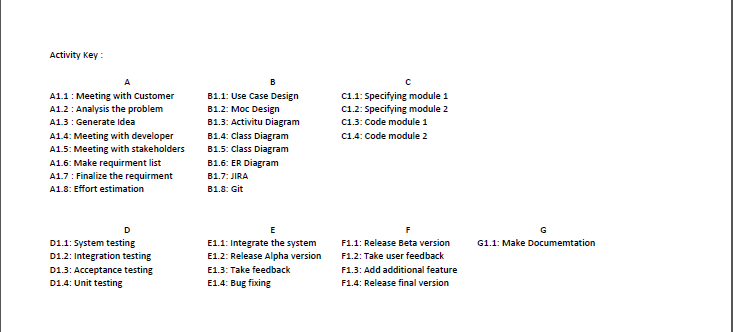 Activity Key :
A B C
A1.1 : Meeting with Customer B1.1: Use Case Design C1.1: Specifying module 1
A1.2 : Analysis the problem B1.2: Moc Design C1.2: Specifying module 2
A1.3 : Generate Idea B1.3: Activitu Diagram C1.3: Code module 1
A1.4: Meeting with developer B1.4: Class Diagram C1.4: Code module 2
A1.5: Meeting with stakeholders B1.5: Class Diagram
A1.6: Make requirment list B1.6: ER Diagram
A1.7 : Finalize the requirment B1.7: JIRA
A1.8: Effort estimation B1.8: Git
D E F G
D1.1: System testing E1.1: Integrate the system F1.1: Release Beta version G1.1: Make Documemtation
D1.2: Integration testing E1.2: Release Alpha version F1.2: Take user feedback
D1.3: Acceptance testing E1.3: Take feedback F1.3: Add additional feature
D1.4: Unit testing E1.4: Bug fixing F1.4: Release final version